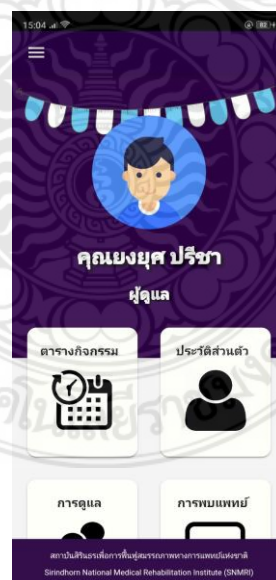 15:04
82
คุณยงยุศ ปรีชา
ผู้ดูแล
ตารางกิจกรรม
ประวัติส่วนตัว
การดูแล
การพบแพทย์
สถาบันสิรินธรเพื่อการฟื้นฟูสมรรถภาพทางการแพทย์แห่งชาติ
Sirindhorn National Medical Rehabilitation Institute (SNMRI)